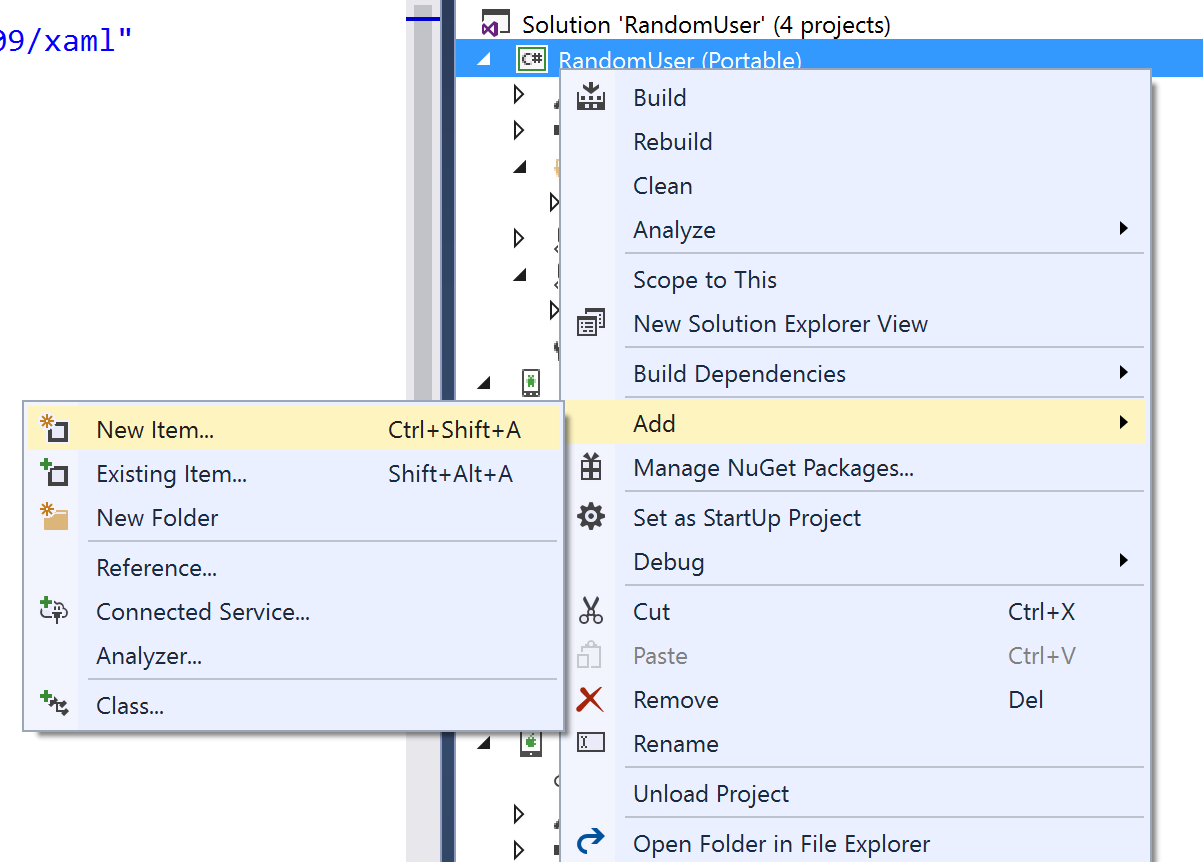 09/xaml"
Solution 'RandomUser' (4 projects)
C# RandomUser (Portable)
Build
Rebuild
Clean
Analyze
Scope to This
New Solution Explorer View
Build Dependencies
Add
Manage NuGet Packages...
Set as StartUp Project
Debug
Cut Ctrl+X
Paste Ctrl+V
Remove Del
Rename
Unload Project
Open Folder in File Explorer
New Item... Ctrl+Shift+A
Existing Item... Shift+Alt+A
New Folder
Reference...
Connected Service...
Analyzer...
Class...